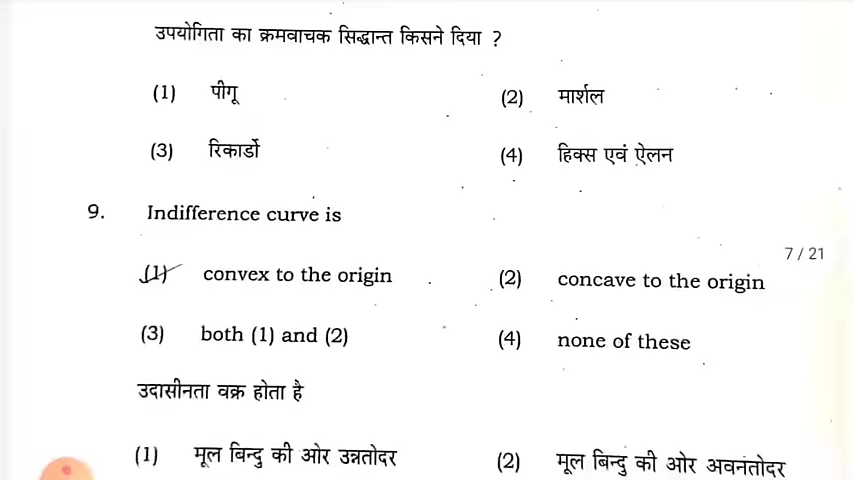 उपयोगिता का क्रमवाचक सिद्धान्त किसने दिया ?
(1) पीगू (2) मार्शल
(3) रिकार्डो (4) हिक्स एवं ऐलन
9. Indifference curve is
7 / 21
(1) convex to the origin (2) concave to the origin
(3) both (1) and (2) (4) none of these
उदासीनता वक्र होता है
(1) मूल बिन्दु की ओर उन्नतोदर (2) मूल बिन्दु की ओर अवनतोदर